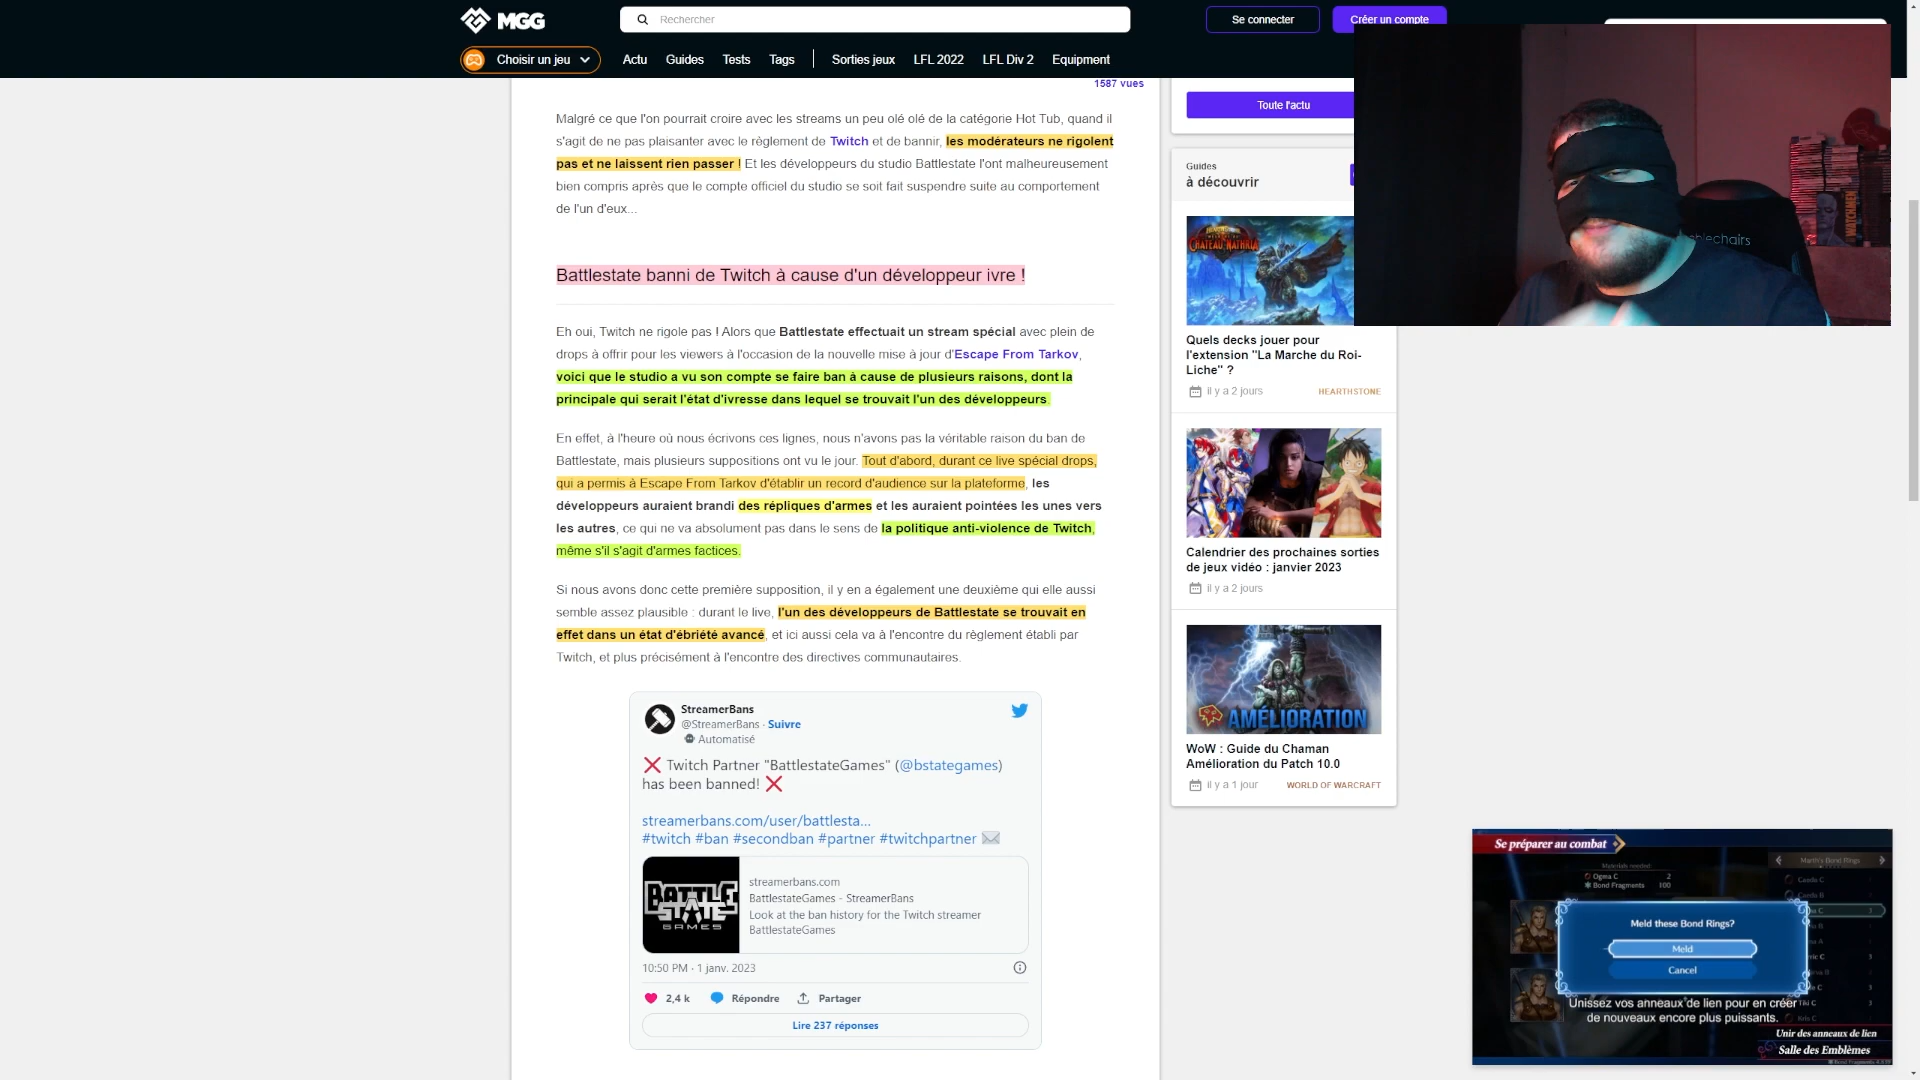 MGG
Rechercher
Se connecter
Créer un compte
Choisir un jeu
Actu
Guides
Tests
Tags
Sorties jeux
LFL 2022
LFL Div 2
Equipment
1587 vues
Malgré ce que l'on pourrait croire avec les streams un peu olé olé de la catégorie Hot Tub, quand il
s'agit de ne pas plaisanter avec le règlement de Twitch et de bannir, les modérateurs ne rigolent
pas et ne laissent rien passer ! Et les développeurs du studio Battlestate l'ont malheureusement
bien compris après que le compte officiel du studio se soit fait suspendre suite au comportement
de l'un d'eux...
Battlestate banni de Twitch à cause d'un développeur ivre !
Eh oui, Twitch ne rigole pas ! Alors que Battlestate effectuait un stream spécial avec plein de
drops à offrir pour les viewers à l'occasion de la nouvelle mise à jour d'Escape From Tarkov,
voici que le studio a vu son compte se faire ban à cause de plusieurs raisons, dont la
principale qui serait l'état d'ivresse dans lequel se trouvait l'un des développeurs.
En effet, à l'heure où nous écrivons ces lignes, nous n'avons pas la véritable raison du ban de
Battlestate, mais plusieurs suppositions ont vu le jour. Tout d'abord, durant ce live spécial drops,
qui a permis à Escape From Tarkov d'établir un record d'audience sur la plateforme, les
développeurs auraient brandi des répliques d'armes et les auraient pointées les unes vers
les autres, ce qui ne va absolument pas dans le sens de la politique anti-violence de Twitch,
même s'il s'agit d'armes factices.
Si nous avons donc cette première supposition, il y en a également une deuxième qui elle aussi
semble assez plausible : durant le live, l'un des développeurs de Battlestate se trouvait en
effet dans un état d'ébriété avancé, et ici aussi cela va à l'encontre du règlement établi par
Twitch, et plus précisément à l'encontre des directives communautaires.
StreamerBans
@StreamerBans · Suivre
Automatisé
❌ Twitch Partner "BattlestateGames" (@bstategames)
has been banned! ❌
streamerbans.com/user/battlesta...
#twitch #ban #secondban #partner #twitchpartner
BATTLE
STATE
GAMES
streamerbans.com
BattlestateGames - StreamerBans
Look at the ban history for the Twitch streamer
BattlestateGames
10:50 PM · 1 janv. 2023
2,4 k
Répondre
Partager
Lire 237 réponses
Toute l'actu
Guides
à découvrir
CHATEAU NATHRIA
Quels decks jouer pour
l'extension "La Marche du Roi-
Liche" ?
il y a 2 jours
HEARTHSTONE
Calendrier des prochaines sorties
de jeux vidéo : janvier 2023
il y a 2 jours
AMÉLIORATION
WoW : Guide du Chaman
Amélioration du Patch 10.0
il y a 1 jour
WORLD OF WARCRAFT
WATCHMEN
Se préparer au combat
Marth's Bond Rings
Materials needed:
Ogma C 2
Bond Fragments 100
Caeda C
Caeda B
Meld these Bond Rings?
Meld
Cancel
Unissez vos anneaux de lien pour en créer
de nouveaux encore plus puissants.
Unir des anneaux de lien
Salle des Emblèmes